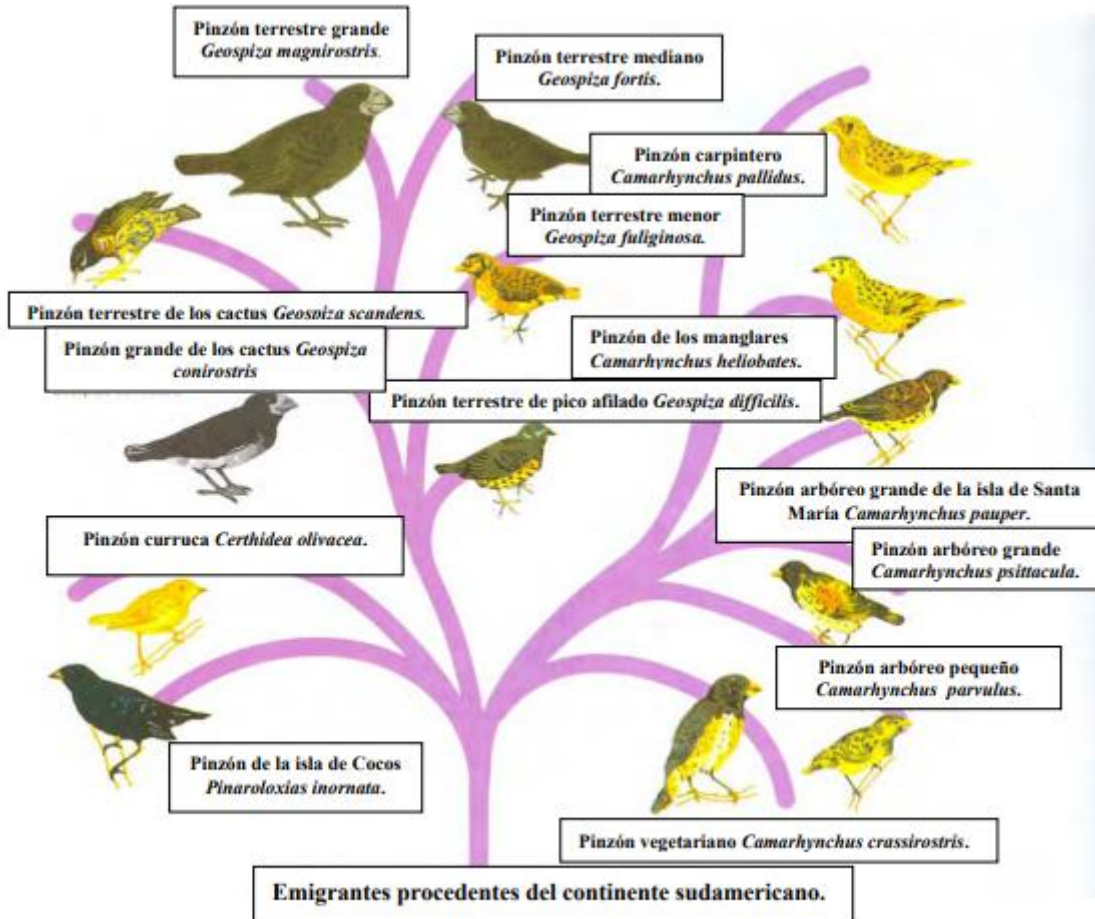 Pinzón terrestre grande
Geospiza magnirostris.
Pinzón terrestre mediano
Geospiza fortis.
Pinzón carpintero
Camarhynchus pallidus.
Pinzón terrestre menor
Geospiza fuliginosa.
Pinzón terrestre de los cactus Geospiza scandens.
Pinzón grande de los cactus Geospiza
conirostris
Pinzón de los manglares
Camarhynchus heliobates.
Pinzón terrestre de pico afilado Geospiza difficilis.
Pinzón arbóreo grande de la isla de Santa
María Camarhynchus pauper.
Pinzón curruca Certhidea olivacea.
Pinzón arbóreo grande
Camarhynchus psittacula.
Pinzón arbóreo pequeño
Camarhynchus parvulus.
Pinzón de la isla de Cocos
Pinaroloxias inornata.
Pinzón vegetariano Camarhynchus crassirostris.
Emigrantes procedentes del continente sudamericano.